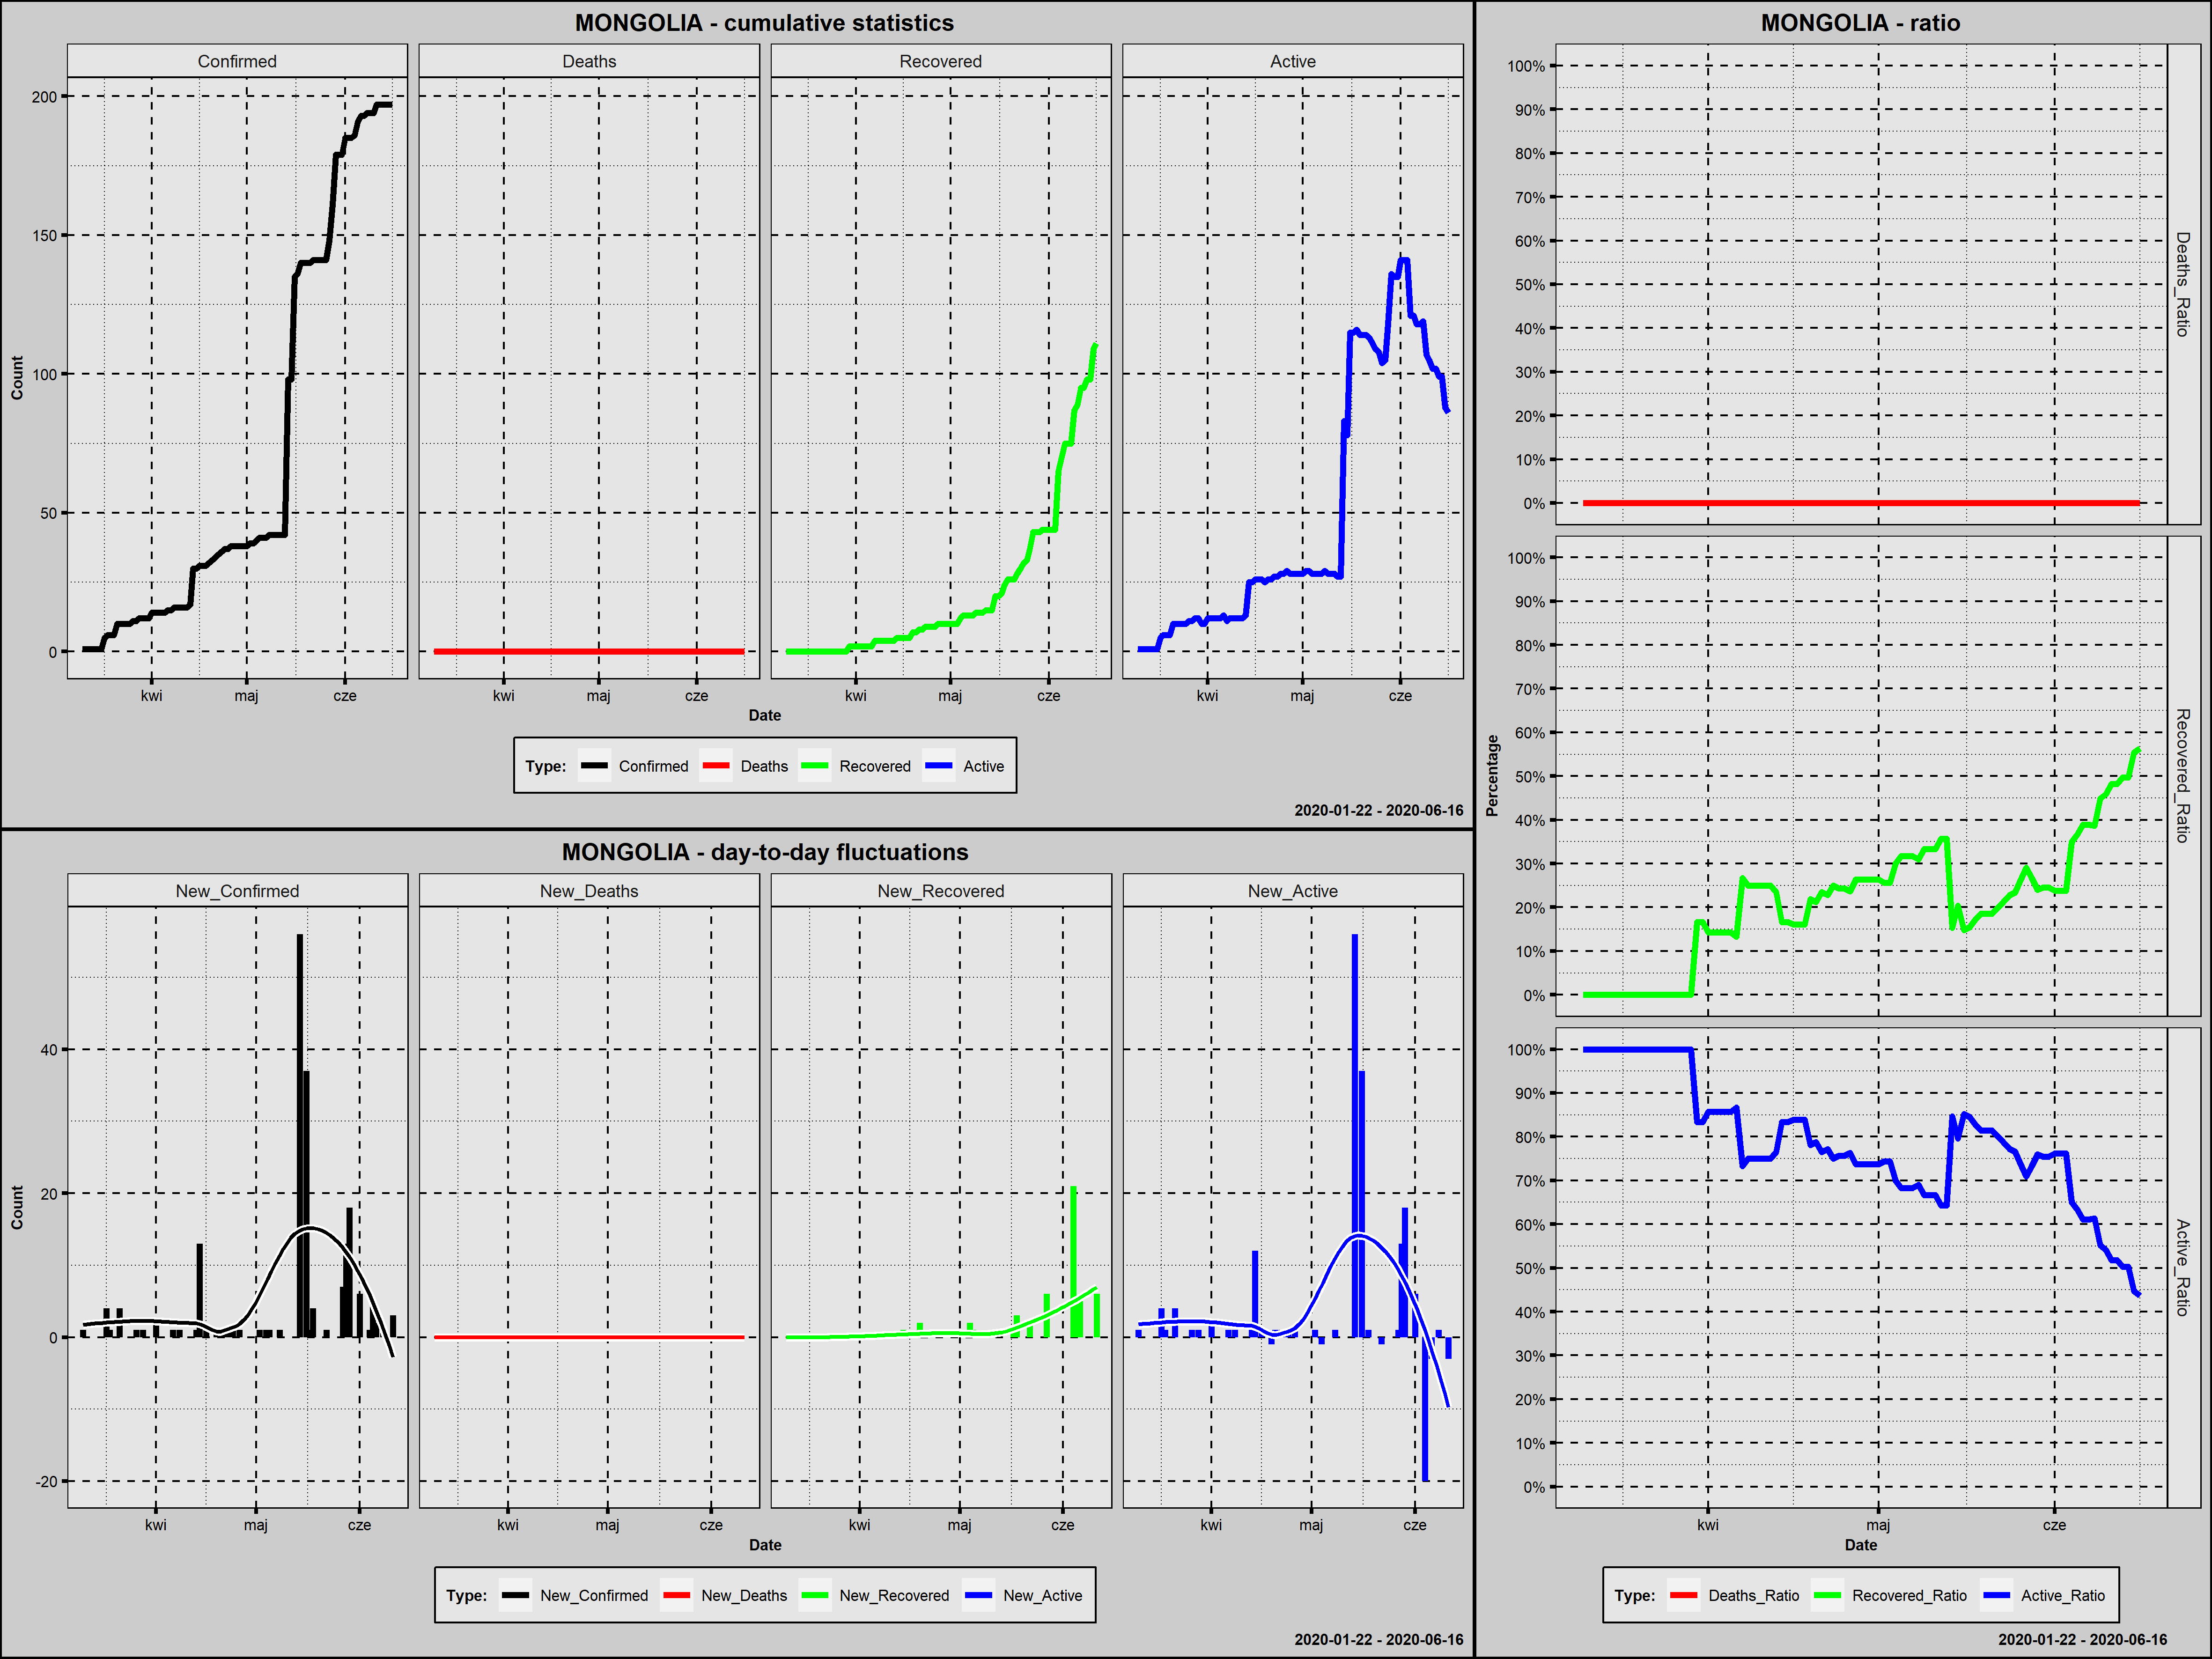 MONGOLIA - cumulative statistics
Confirmed Deaths Recovered Active
Count
200
150
100
50
0
kwi maj cze kwi maj cze kwi maj cze kwi maj cze
Date
Type: Confirmed Deaths Recovered Active
2020-01-22 - 2020-06-16
MONGOLIA - day-to-day fluctuations
New_Confirmed New_Deaths New_Recovered New_Active
Count
40
20
0
-20
kwi maj cze kwi maj cze kwi maj cze kwi maj cze
Date
Type: New_Confirmed New_Deaths New_Recovered New_Active
2020-01-22 - 2020-06-16
MONGOLIA - ratio
Percentage
100%
90%
80%
70%
60%
50%
40%
30%
20%
10%
0%
Deaths_Ratio
100%
90%
80%
70%
60%
50%
40%
30%
20%
10%
0%
Recovered_Ratio
100%
90%
80%
70%
60%
50%
40%
30%
20%
10%
0%
Active_Ratio
kwi maj cze
Date
Type: Deaths_Ratio Recovered_Ratio Active_Ratio
2020-01-22 - 2020-06-16